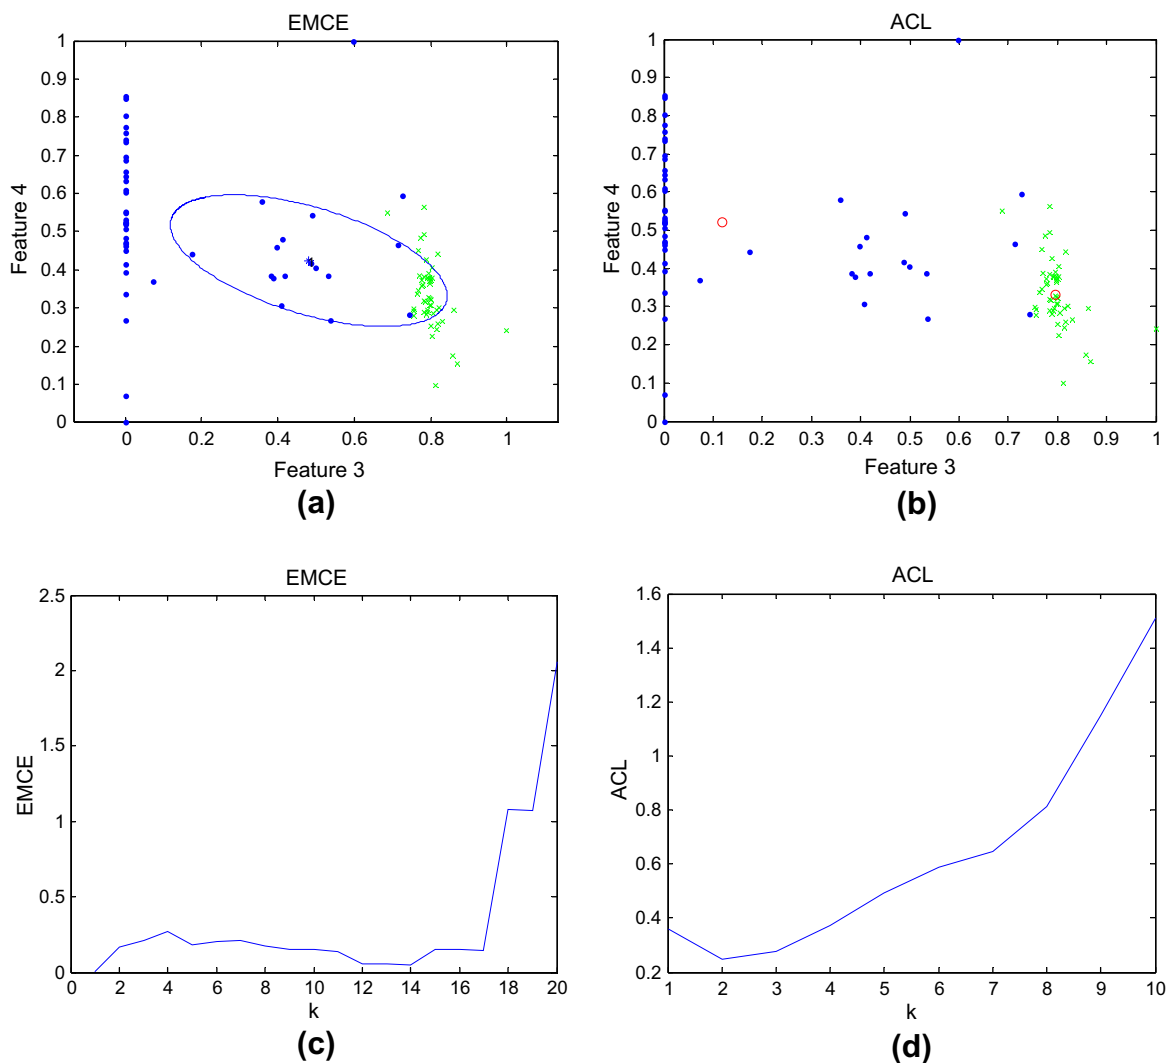 EMCE
1
0.9
0.8
0.7
0.6
0.5
0.4
0.3
0.2
0.1
0
Feature 4
0 0.2 0.4 0.6 0.8 1
Feature 3
(a)
ACL
1
0.9
0.8
0.7
0.6
0.5
0.4
0.3
0.2
0.1
0
Feature 4
0 0.1 0.2 0.3 0.4 0.5 0.6 0.7 0.8 0.9 1
Feature 3
(b)
EMCE
2.5
2
1.5
1
0.5
0
EMCE
0 2 4 6 8 10 12 14 16 18 20
k
(c)
ACL
1.6
1.4
1.2
1
0.8
0.6
0.4
0.2
ACL
1 2 3 4 5 6 7 8 9 10
k
(d)